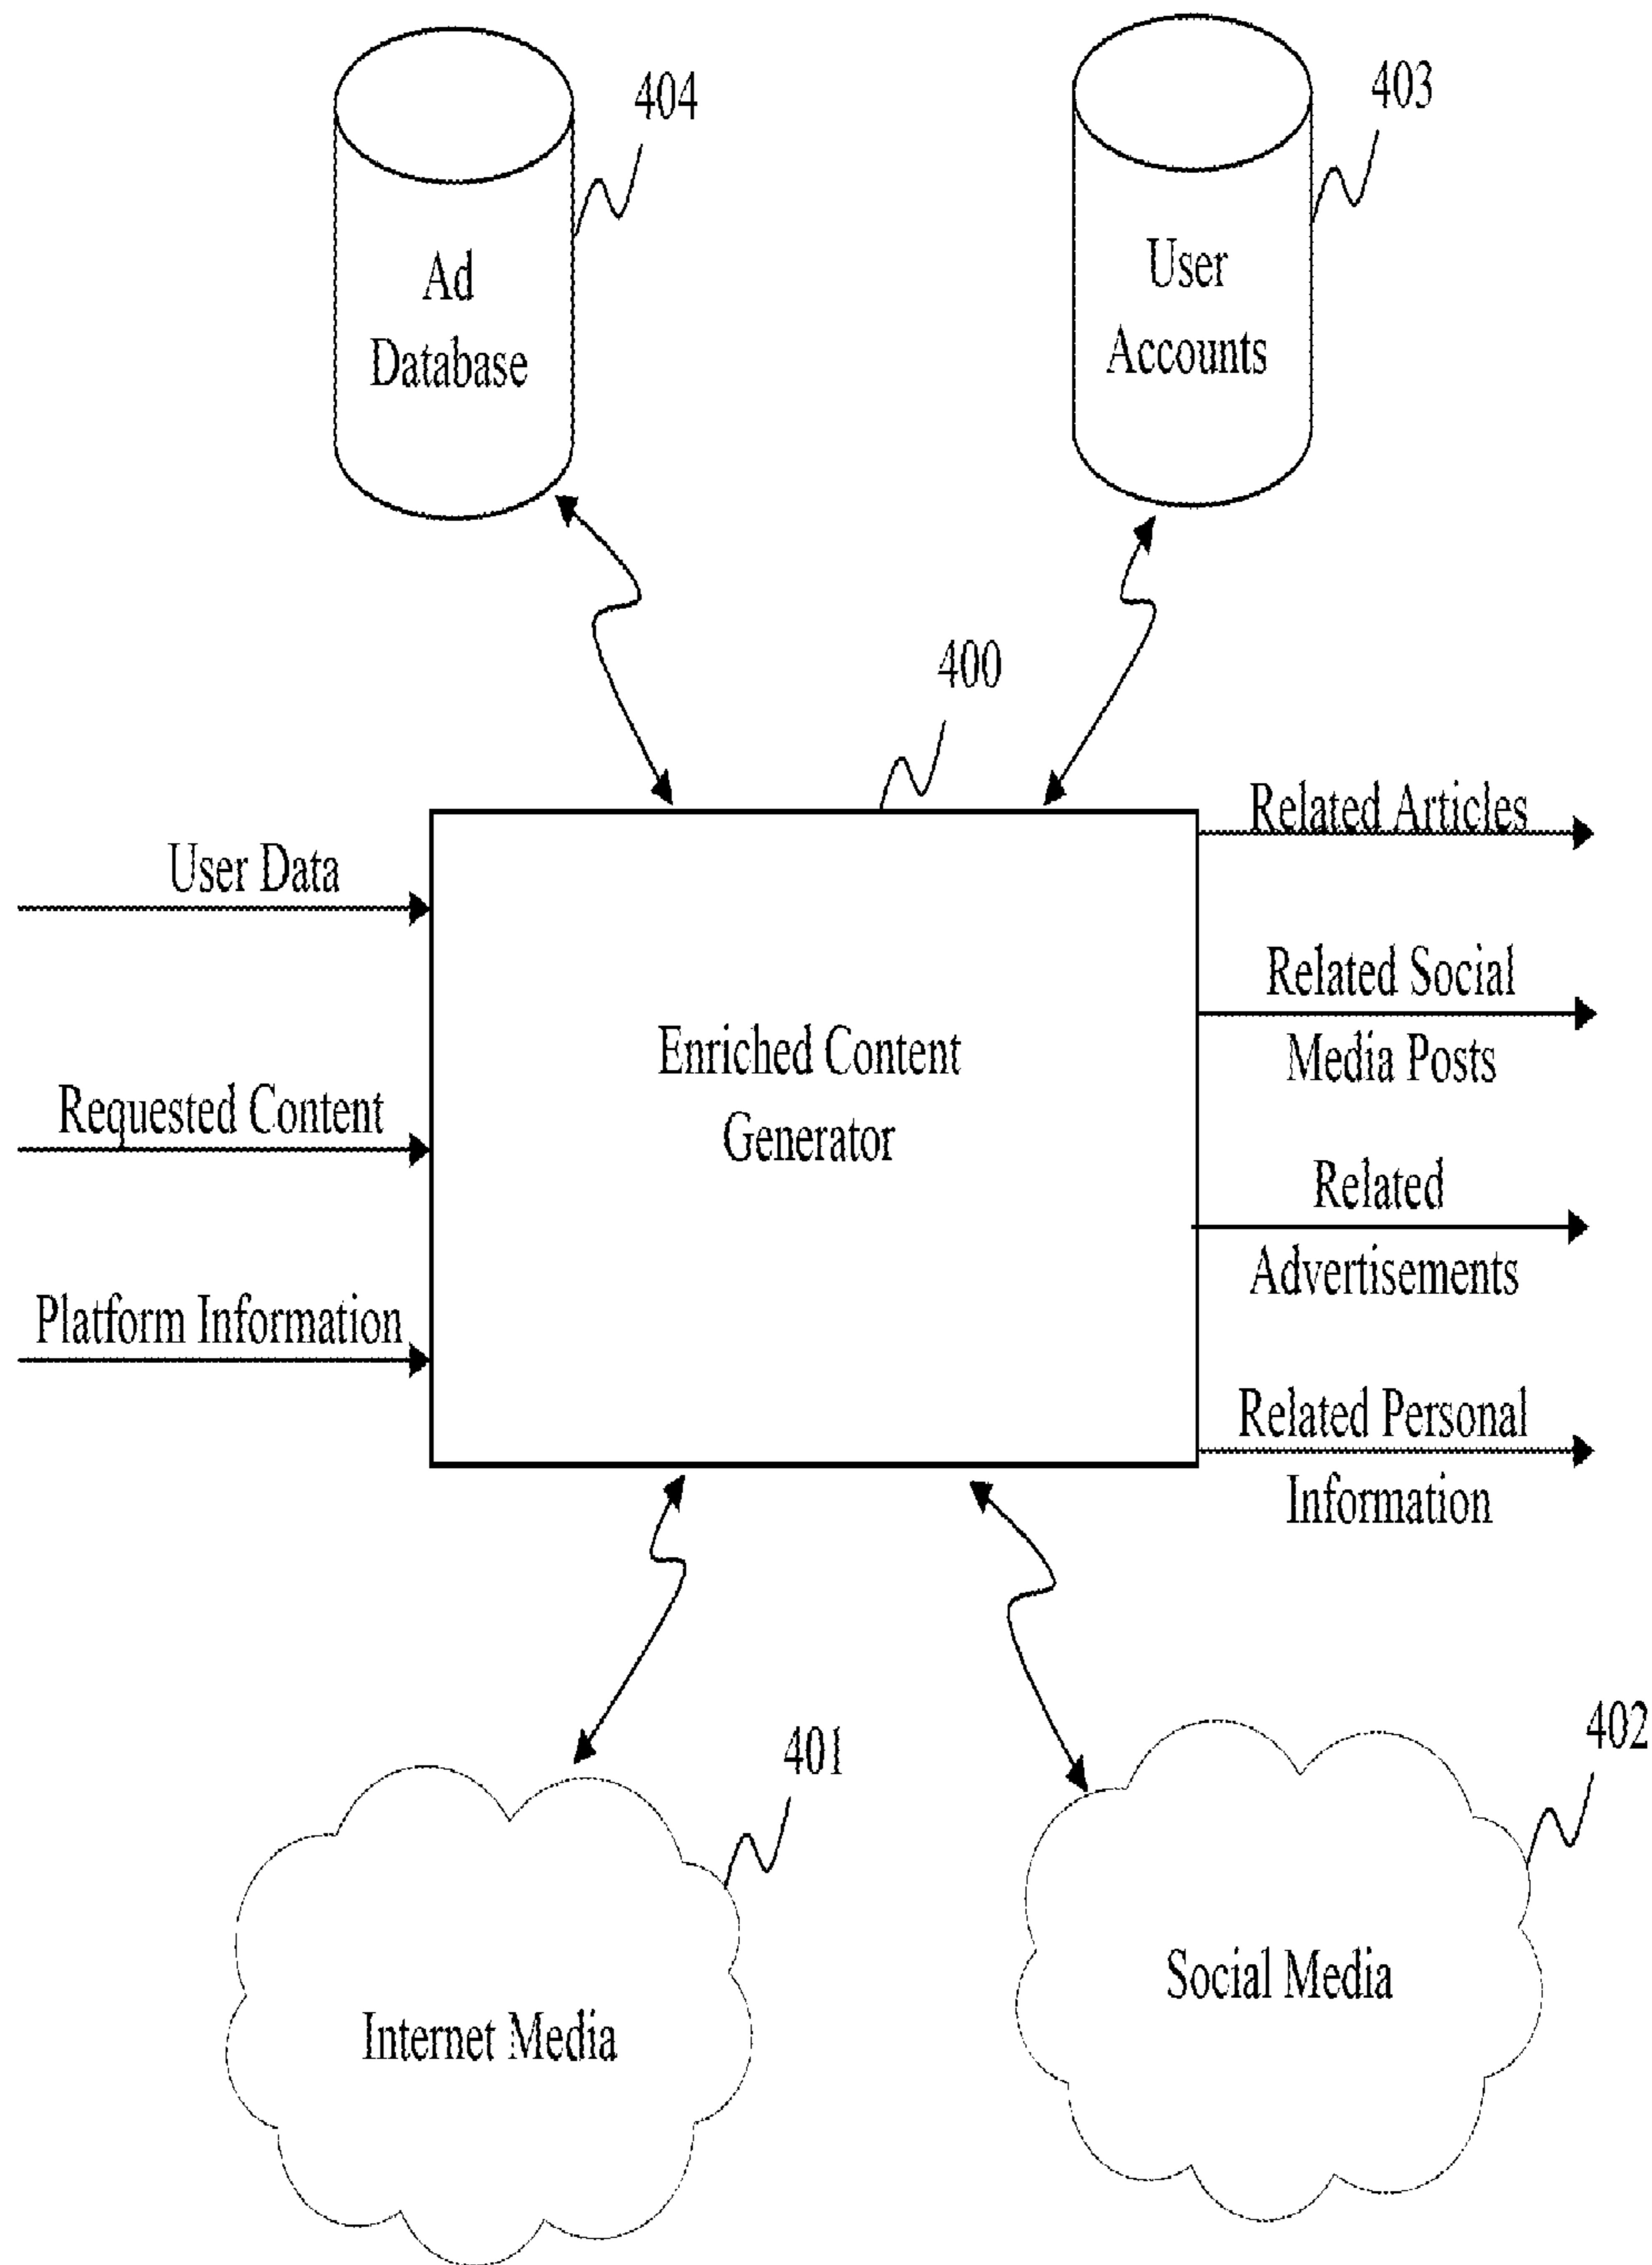 404
403
Ad
Database
User
Accounts
400
User Data
Requested Content
Platform Information
Enriched Content
Generator
Related Articles
Related Social
Media Posts
Related
Advertisements
Related Personal
Information
401
402
Internet Media
Social Media